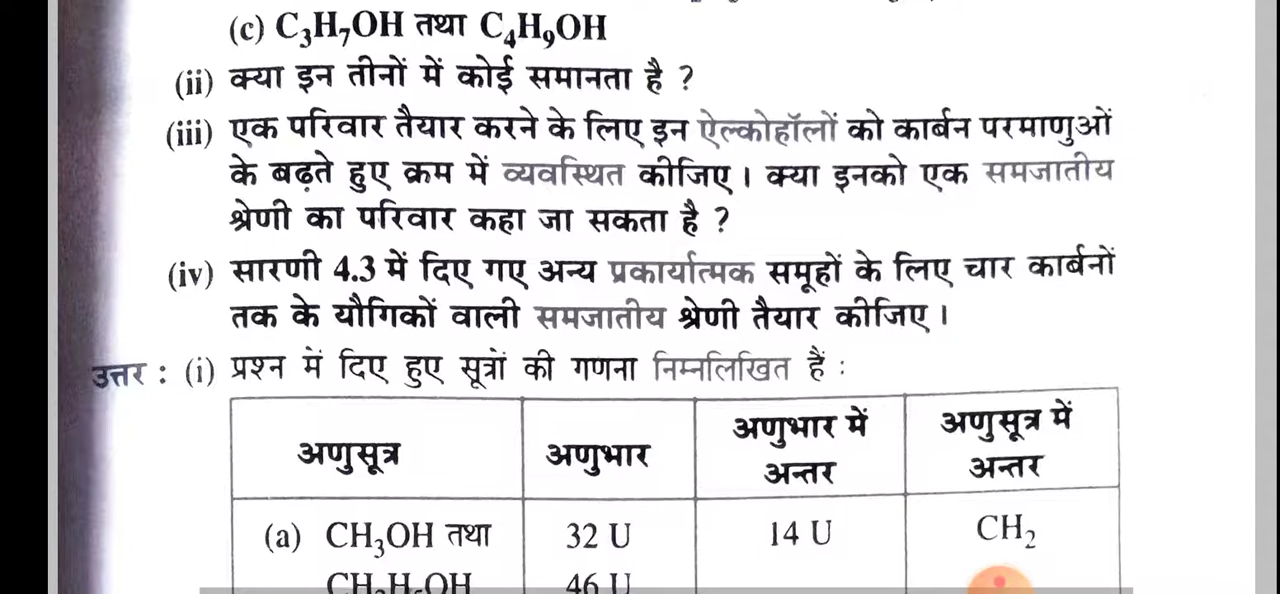 (c) C₃H₇OH तथा C₄H₉OH
(ii) क्या इन तीनों में कोई समानता है ?
(iii) एक परिवार तैयार करने के लिए इन ऐल्कोहॉलों को कार्बन परमाणुओं
के बढ़ते हुए क्रम में व्यवस्थित कीजिए। क्या इनको एक समजातीय
श्रेणी का परिवार कहा जा सकता है ?
(iv) सारणी 4.3 में दिए गए अन्य प्रकार्यात्मक समूहों के लिए चार कार्बनों
तक के यौगिकों वाली समजातीय श्रेणी तैयार कीजिए।
उत्तर : (i) प्रश्न में दिए हुए सूत्रों की गणना निम्नलिखित हैं :
अणुसूत्र अणुभार अणुभार में अन्तर अणुसूत्र में अन्तर
(a) CH₃OH तथा 32 U 14 U CH₂
46 U